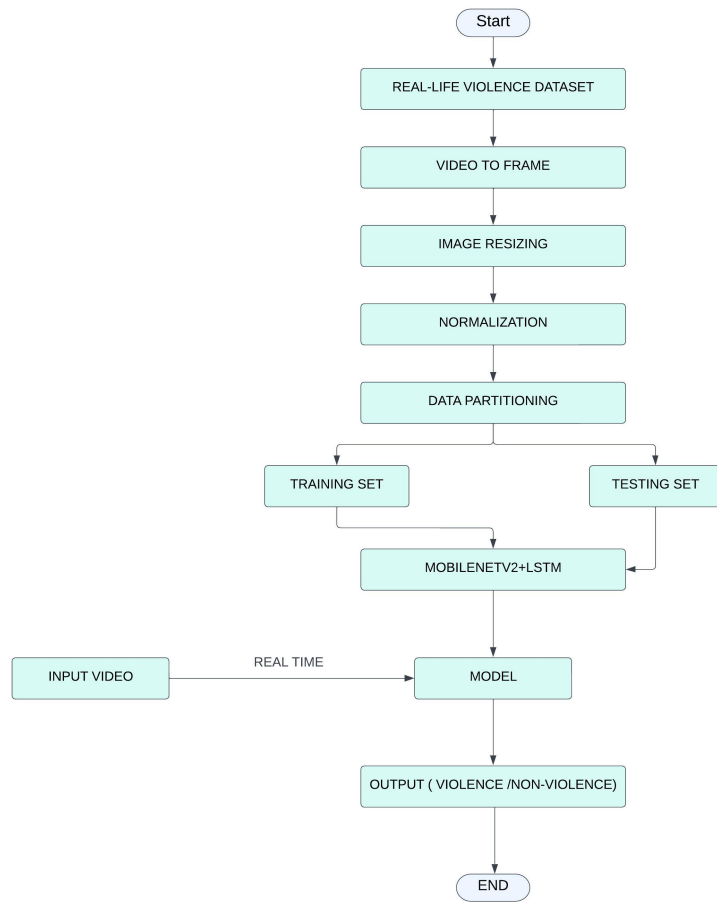 Start
REAL-LIFE VIOLENCE DATASET
VIDEO TO FRAME
IMAGE RESIZING
NORMALIZATION
DATA PARTITIONING
TRAINING SET
TESTING SET
MOBILENETV2+LSTM
REAL TIME
INPUT VIDEO
MODEL
OUTPUT ( VIOLENCE /NON-VIOLENCE)
END